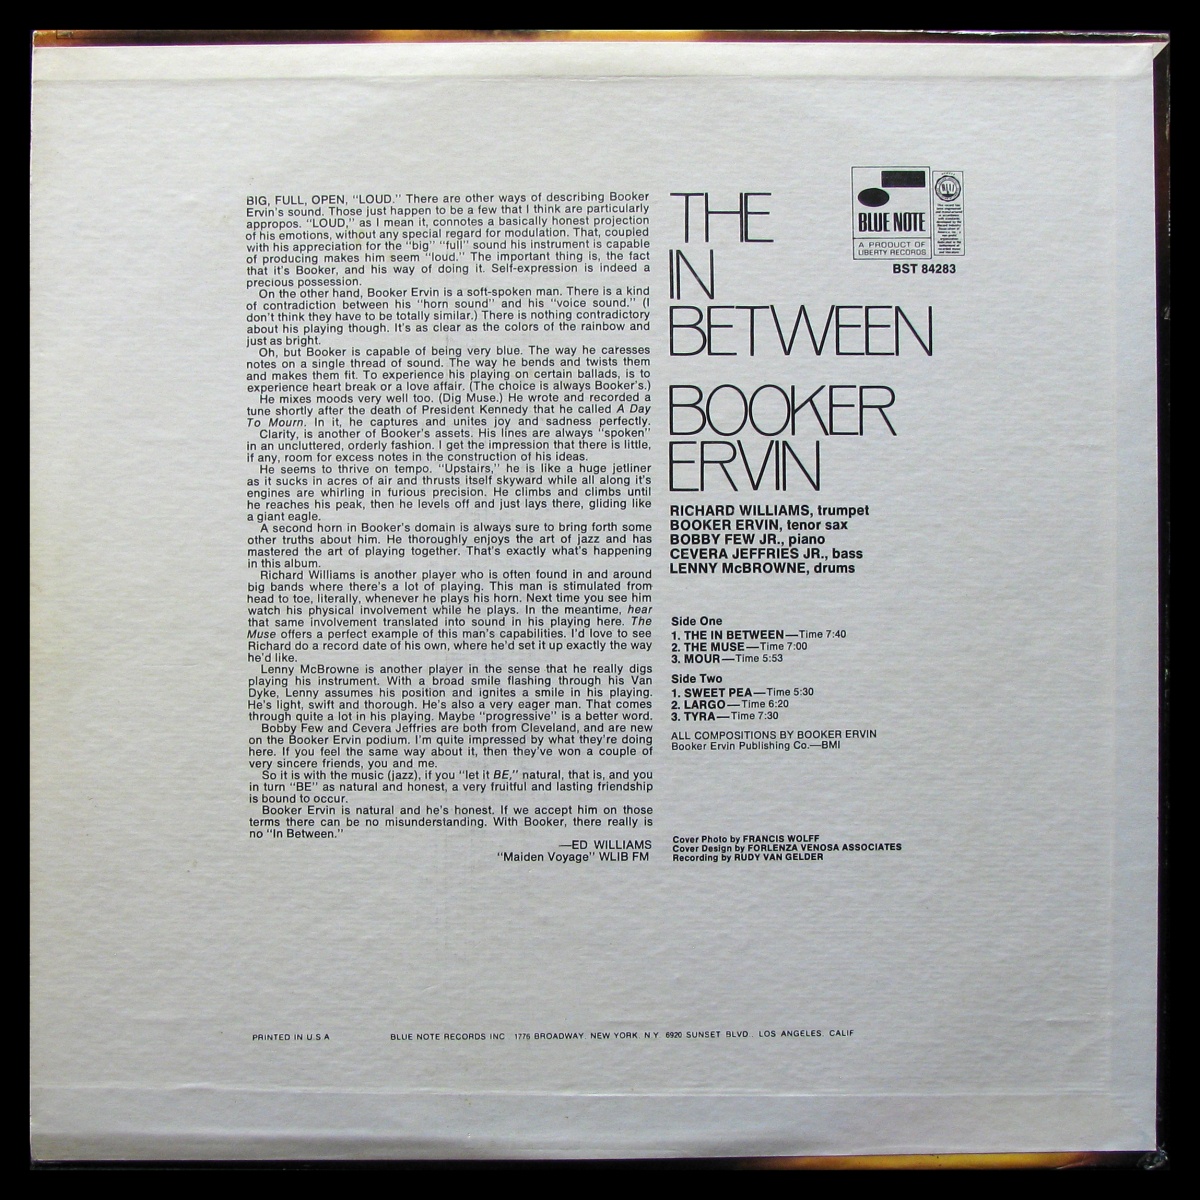 BIG, FULL, OPEN, "LOUD." There are other ways of describing Booker
Ervin's sound. Those just happen to be a few that I think are particularly
appropos. "LOUD," as I mean it, connotes a basically honest projection
of his emotions, without any special regard for modulation. That, coupled
with his appreciation for the "big" "full" sound his instrument is capable
of producing makes him seem "loud." The important thing is, the fact
that it's Booker, and his way of doing it. Self-expression is indeed a
precious possession.
On the other hand, Booker Ervin is a soft-spoken man. There is a kind
of contradiction between his "horn sound" and his "voice sound." (I
don't think they have to be totally similar.) There is nothing contradictory
about his playing though. It's as clear as the colors of the rainbow and
just as bright.
Oh, but Booker is capable of being very blue. The way he caresses
notes on a single thread of sound. The way he bends and twists them
and makes them fit. To experience his playing on certain ballads, is to
experience heart break or a love affair. (The choice is always Booker's.)
He mixes moods very well too. (Dig Muse.) He wrote and recorded a
tune shortly after the death of President Kennedy that he called A Day
To Mourn. In it, he captures and unites joy and sadness perfectly.
Clarity, is another of Booker's assets. His lines are always "spoken"
in an uncluttered, orderly fashion. I get the impression that there is little,
if any, room for excess notes in the construction of his ideas.
He seems to thrive on tempo. "Upstairs," he is like a huge jetliner
as it sucks in acres of air and thrusts itself skyward while all along it's
engines are whirling in furious precision. He climbs and climbs until
he reaches his peak, then he levels off and just lays there, gliding like
a giant eagle.
A second horn in Booker's domain is always sure to bring forth some
other truths about him. He thoroughly enjoys the art of jazz and has
mastered the art of playing together. That's exactly what's happening
in this album.
Richard Williams is another player who is often found in and around
big bands where there's a lot of playing. This man is stimulated from
head to toe, literally, whenever he plays his horn. Next time you see him
watch his physical involvement while he plays. In the meantime, hear
that same involvement translated into sound in his playing here. The
Muse offers a perfect example of this man's capabilities. I'd love to see
Richard do a record date of his own, where he'd set it up exactly the way
he'd like.
Lenny McBrowne is another player in the sense that he really digs
playing his instrument. With a broad smile flashing through his Van
Dyke, Lenny assumes his position and ignites a smile in his playing.
He's light, swift and thorough. He's also a very eager man. That comes
through quite a lot in his playing. Maybe "progressive" is a better word.
Bobby Few and Cevera Jeffries are both from Cleveland, and are new
on the Booker Ervin podium. I'm quite impressed by what they're doing
here. If you feel the same way about it, then they've won a couple of
very sincere friends, you and me.
So it is with the music (jazz), if you "let it BE," natural, that is, and you
in turn "BE" as natural and honest, a very fruitful and lasting friendship
is bound to occur.
Booker Ervin is natural and he's honest. If we accept him on those
terms there can be no misunderstanding. With Booker, there really is
no "In Between."
—ED WILLIAMS
"Maiden Voyage" WLIB FM
THE
IN
BETWEEN
BOOKER
ERVIN
BLUE NOTE
A PRODUCT OF
LIBERTY RECORDS
BST 84283
RICHARD WILLIAMS, trumpet
BOOKER ERVIN, tenor sax
BOBBY FEW JR., piano
CEVERA JEFFRIES JR., bass
LENNY McBROWNE, drums
Side One
1. THE IN BETWEEN—Time 7:40
2. THE MUSE—Time 7:00
3. MOUR—Time 5:53
Side Two
1. SWEET PEA—Time 5:30
2. LARGO—Time 6:20
3. TYRA—Time 7:30
ALL COMPOSITIONS BY BOOKER ERVIN
Booker Ervin Publishing Co.—BMI
Cover Photo by FRANCIS WOLFF
Cover Design by FORLENZA VENOSA ASSOCIATES
Recording by RUDY VAN GELDER
PRINTED IN U.S.A
BLUE NOTE RECORDS INC 1776 BROADWAY, NEW YORK, N.Y. 6920 SUNSET BLVD., LOS ANGELES, CALIF